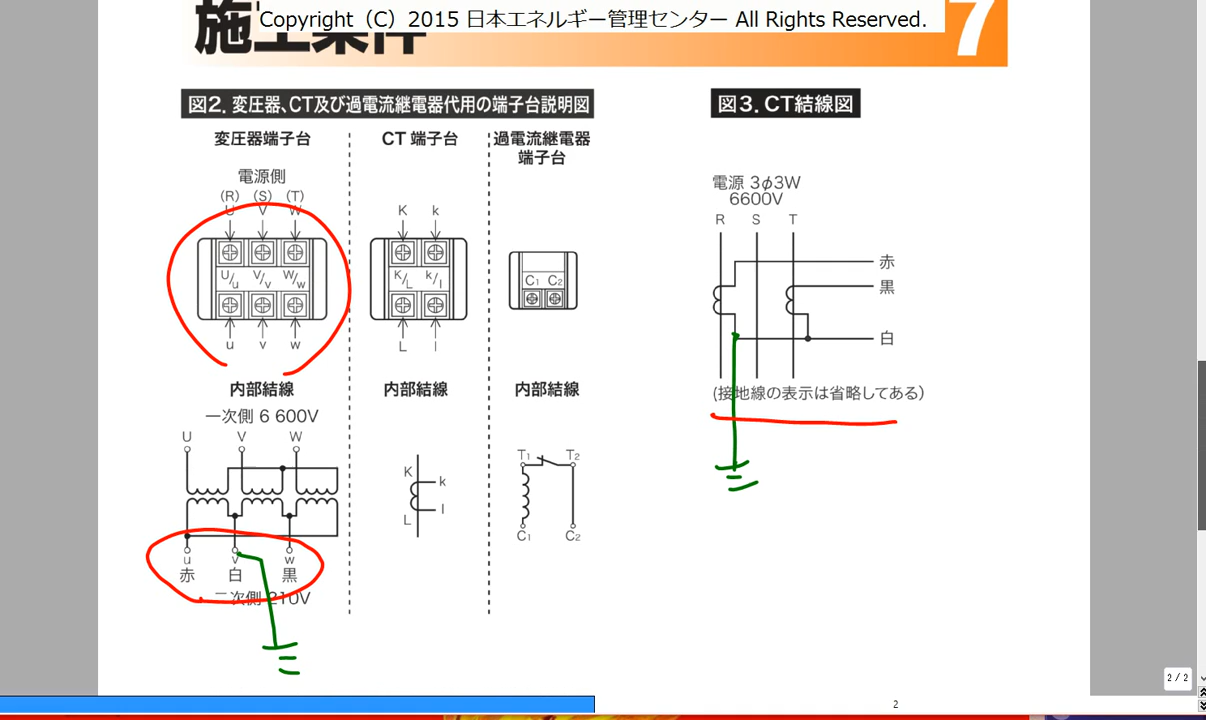 施工条件
Copyright（C）2015 日本エネルギー管理センター All Rights Reserved.
7
図2．変圧器、CT及び過電流継電器代用の端子台説明図
図3．CT結線図
変圧器端子台
CT 端子台
過電流継電器
端子台
電源側
(R) (S) (T)
U V W
K k
U/u V/v W/w
K/L k/l
C1 C2
u v w
L l
電源 3φ3W
6600V
R S T
赤
黒
白
(接地線の表示は省略してある)
内部結線
内部結線
内部結線
一次側 6 600V
U V W
K
k
L
l
T1 T2
C1 C2
u v w
赤 白 黒
二次側 210V
2 / 2
2